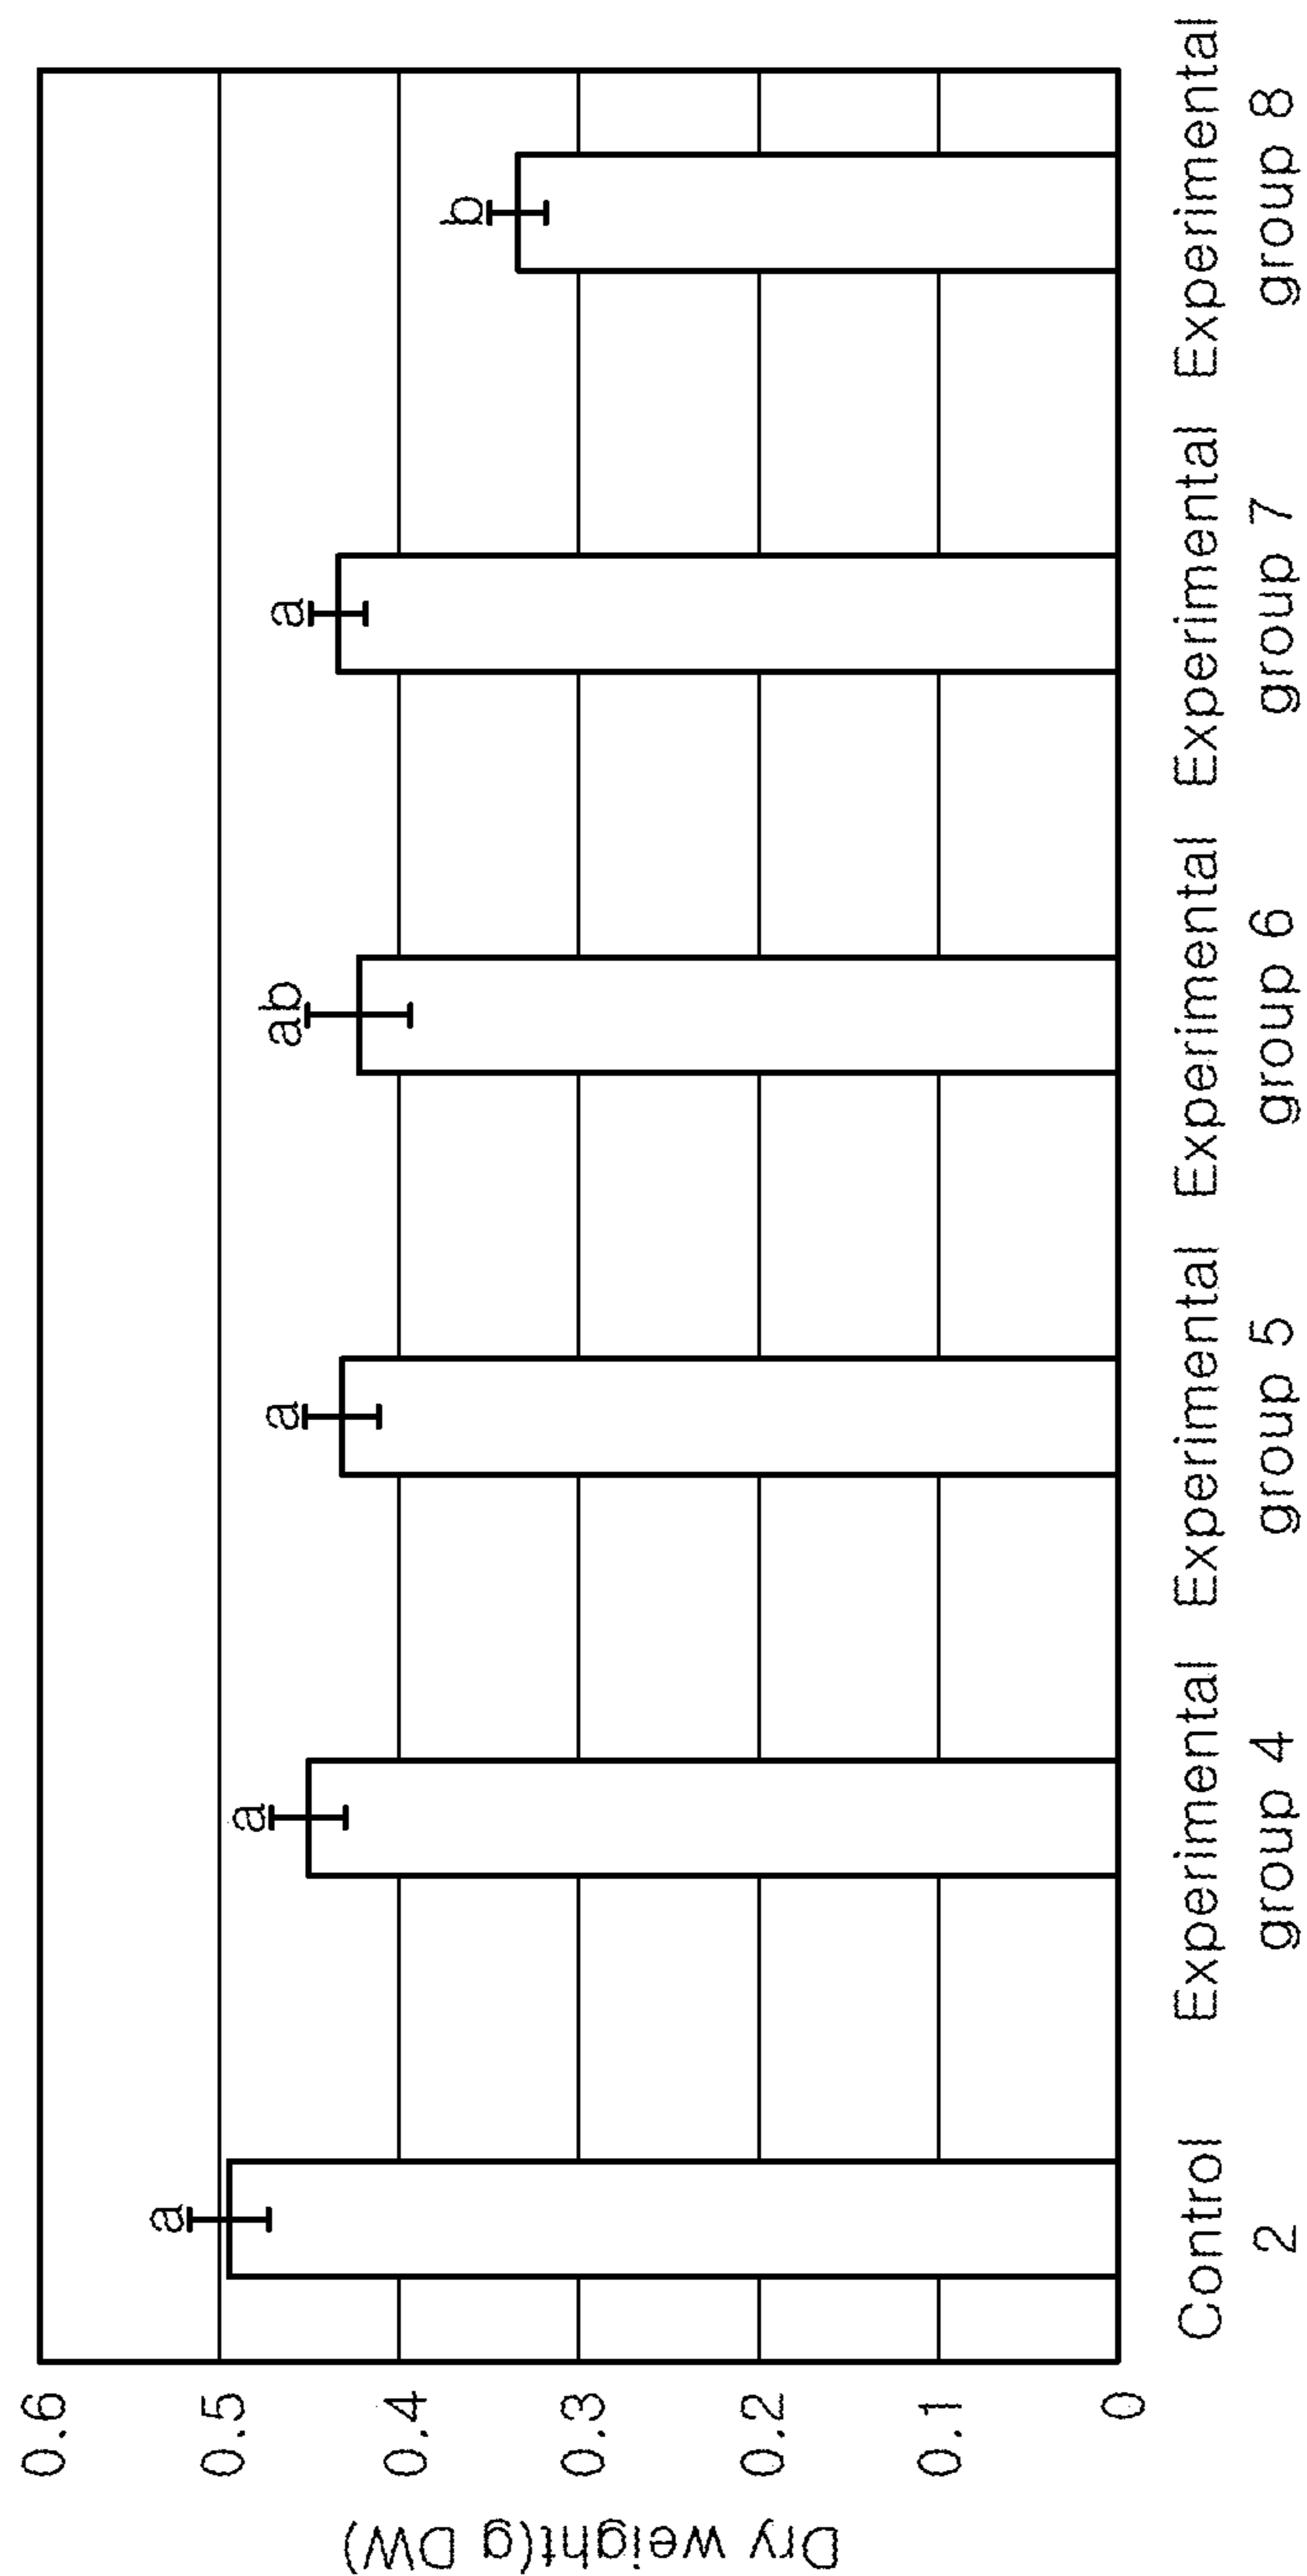 Dry weight(g DW)
0.6
0.5
0.4
0.3
0.2
0.1
0
a
a
a
ab
a
b
Control
2
Experimental
group 4
Experimental
group 5
Experimental
group 6
Experimental
group 7
Experimental
group 8